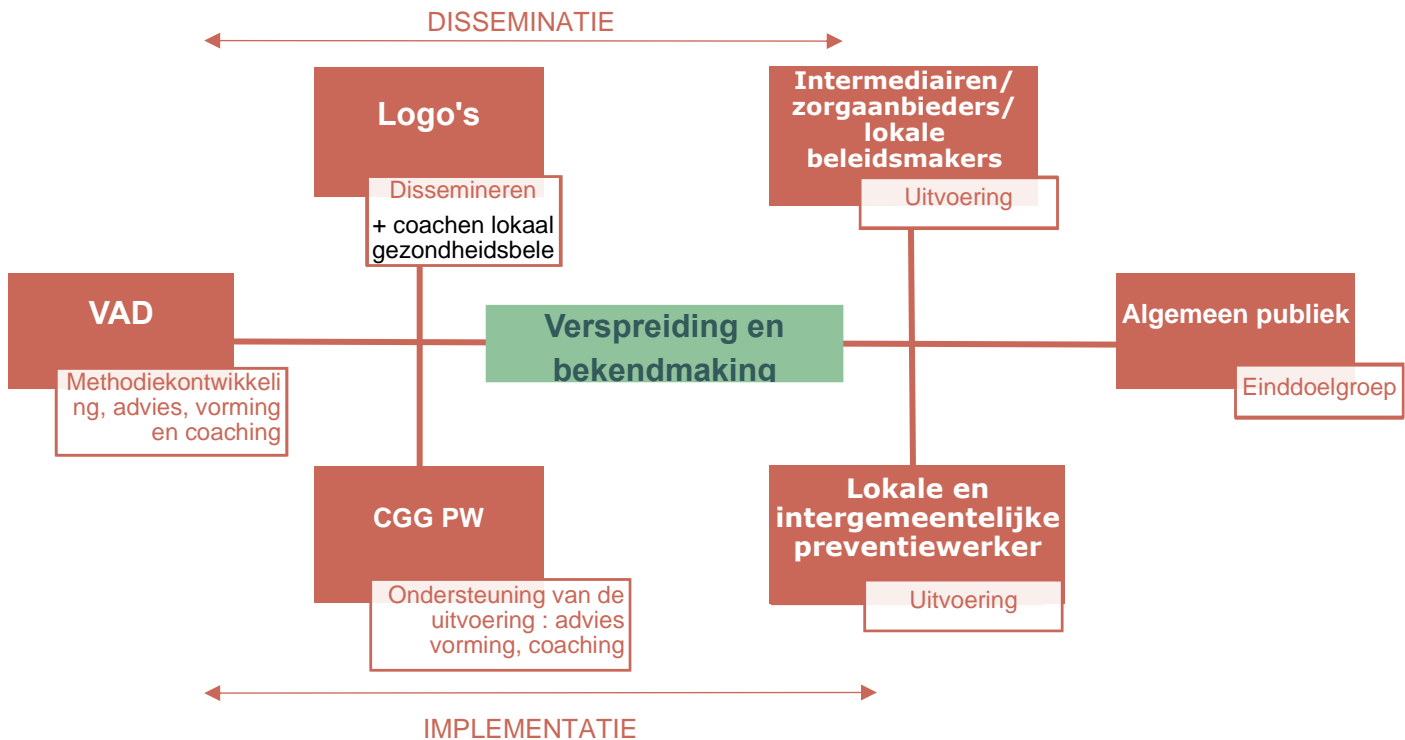 DISSEMINATIE
Logo's
Dissemineren
+ coachen lokaal
gezondheidsbele
Intermediairen/
zorgaanbieders/
lokale
beleidsmakers
Uitvoering
VAD
Methodiekontwikkeli
ng, advies, vorming
en coaching
Verspreiding en
bekendmaking
Algemeen publiek
Einddoelgroep
CGG PW
Ondersteuning van de
uitvoering : advies
vorming, coaching
Lokale en
intergemeentelijke
preventiewerker
Uitvoering
IMPLEMENTATIE